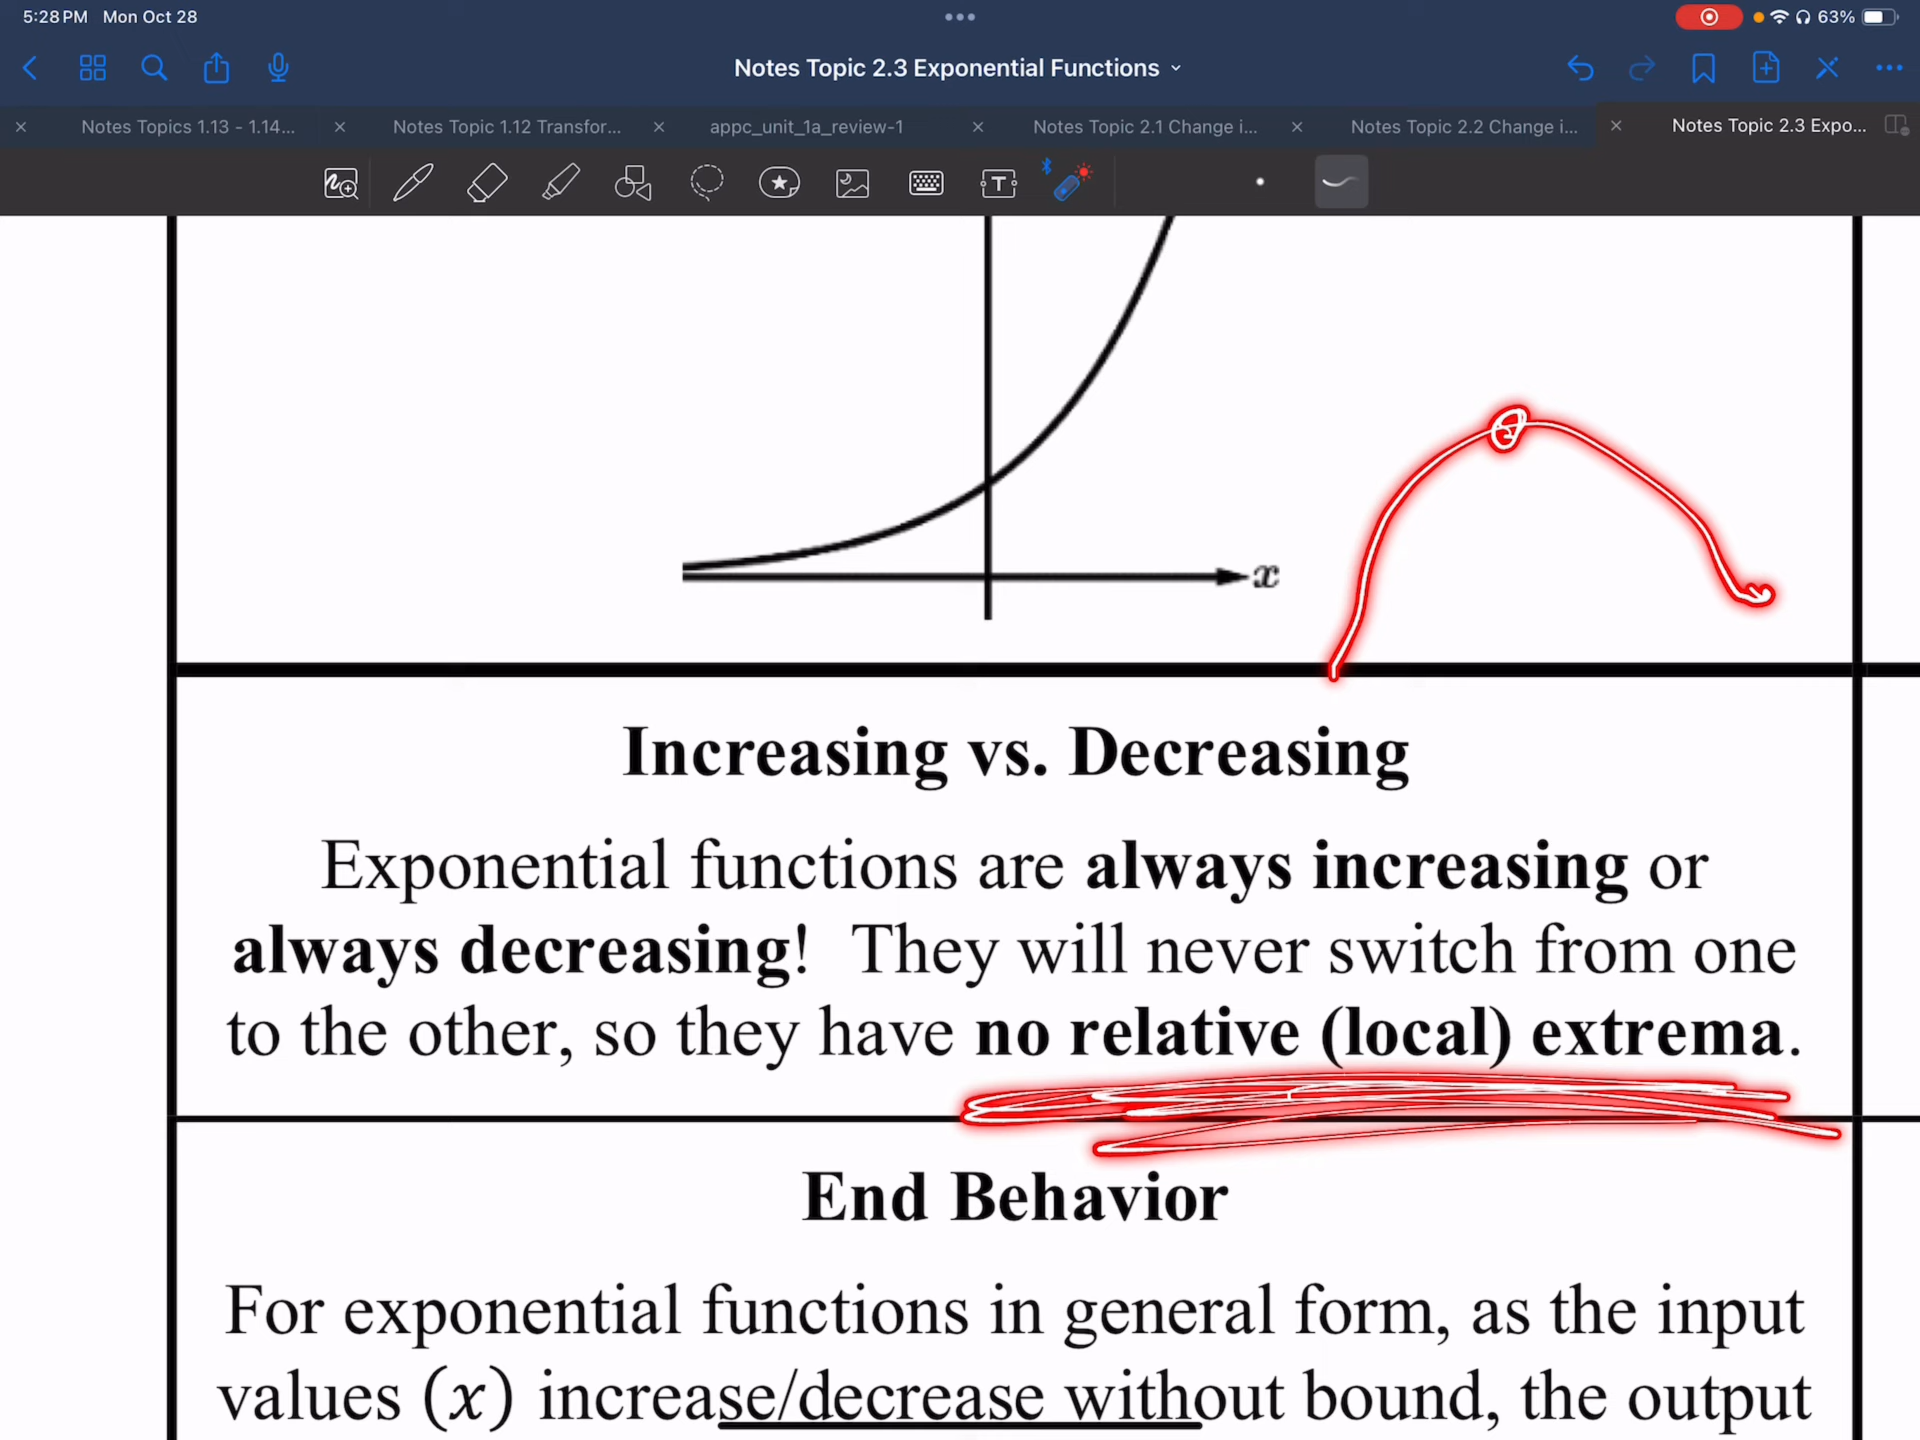 5:28 PM Mon Oct 28
63%
Notes Topic 2.3 Exponential Functions
Notes Topics 1.13 - 1.14...
Notes Topic 1.12 Transfor...
appc_unit_1a_review-1
Notes Topic 2.1 Change i...
Notes Topic 2.2 Change i...
Notes Topic 2.3 Expo...
T
x
Increasing vs. Decreasing
Exponential functions are always increasing or
always decreasing! They will never switch from one
to the other, so they have no relative (local) extrema.
End Behavior
For exponential functions in general form, as the input
values (x) increase/decrease without bound, the output